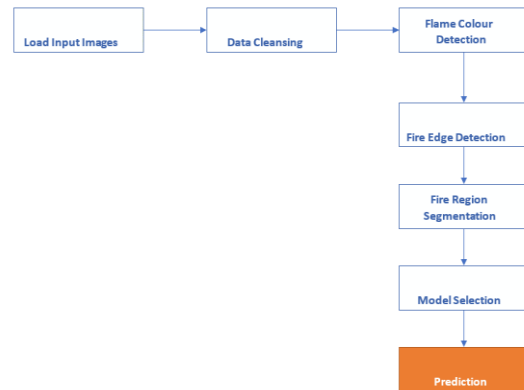 Load Input Images
Data Cleansing
Flame Colour
Detection
Fire Edge Detection
Fire Region
Segmentation
Model Selection
Prediction